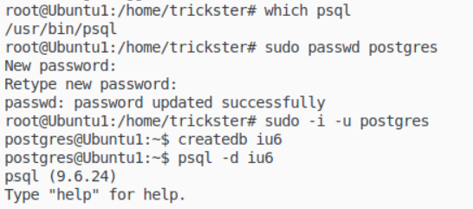 root@Ubuntu1:/home/trickster# which psql
/usr/bin/psql
root@Ubuntu1:/home/trickster# sudo passwd postgres
New password:
Retype new password:
passwd: password updated successfully
root@Ubuntu1:/home/trickster# sudo -i -u postgres
postgres@Ubuntu1:~$ createdb iu6
postgres@Ubuntu1:~$ psql -d iu6
psql (9.6.24)
Type "help" for help.